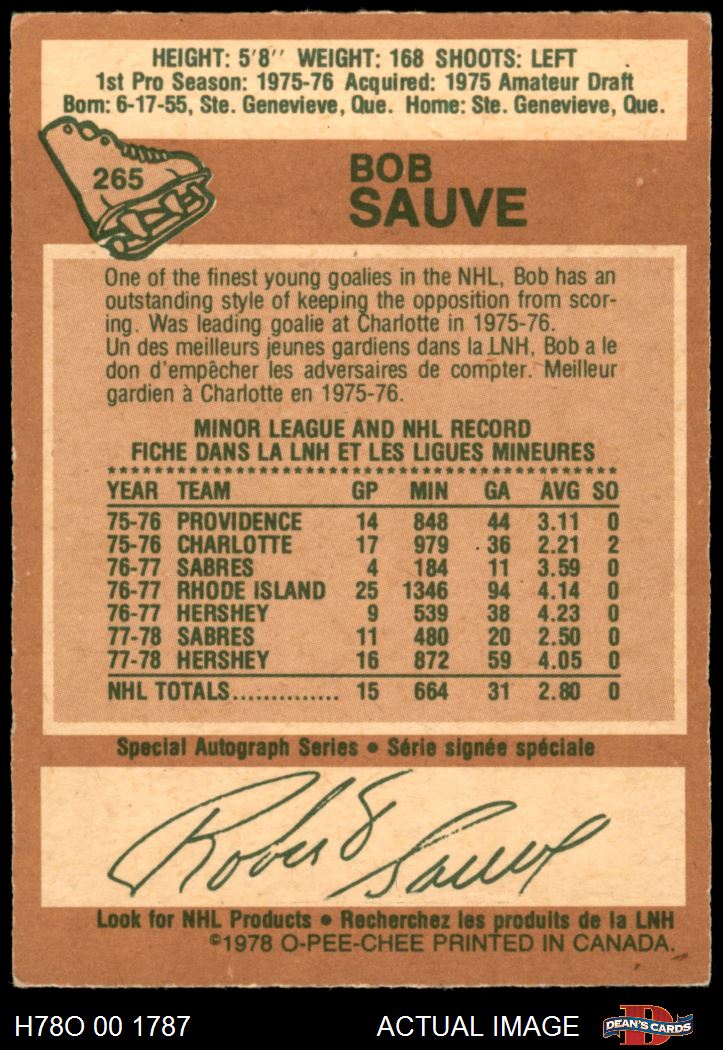 HEIGHT: 5'8'' WEIGHT: 168 SHOOTS: LEFT
1st Pro Season: 1975-76 Acquired: 1975 Amateur Draft
Born: 6-17-55, Ste. Genevieve, Que. Home: Ste. Genevieve, Que.
265
BOB
SAUVE
One of the finest young goalies in the NHL, Bob has an
outstanding style of keeping the opposition from scor-
ing. Was leading goalie at Charlotte in 1975-76.
Un des meilleurs jeunes gardiens dans la LNH, Bob a le
don d'empêcher les adversaires de compter. Meilleur
gardien à Charlotte en 1975-76.
MINOR LEAGUE AND NHL RECORD
FICHE DANS LA LNH ET LES LIGUES MINEURES
YEAR TEAM GP MIN GA AVG SO
75-76 PROVIDENCE 14 848 44 3.11 0
75-76 CHARLOTTE 17 979 36 2.21 2
76-77 SABRES 4 184 11 3.59 0
76-77 RHODE ISLAND 25 1346 94 4.14 0
76-77 HERSHEY 9 539 38 4.23 0
77-78 SABRES 11 480 20 2.50 0
77-78 HERSHEY 16 872 59 4.05 0
NHL TOTALS.............. 15 664 31 2.80 0
Special Autograph Series • Série signée spéciale
Robert Sauve
Look for NHL Products • Recherchez les produits de la LNH
©1978 O-PEE-CHEE PRINTED IN CANADA.
H78O 00 1787 ACTUAL IMAGE
D
DEAN'S CARDS